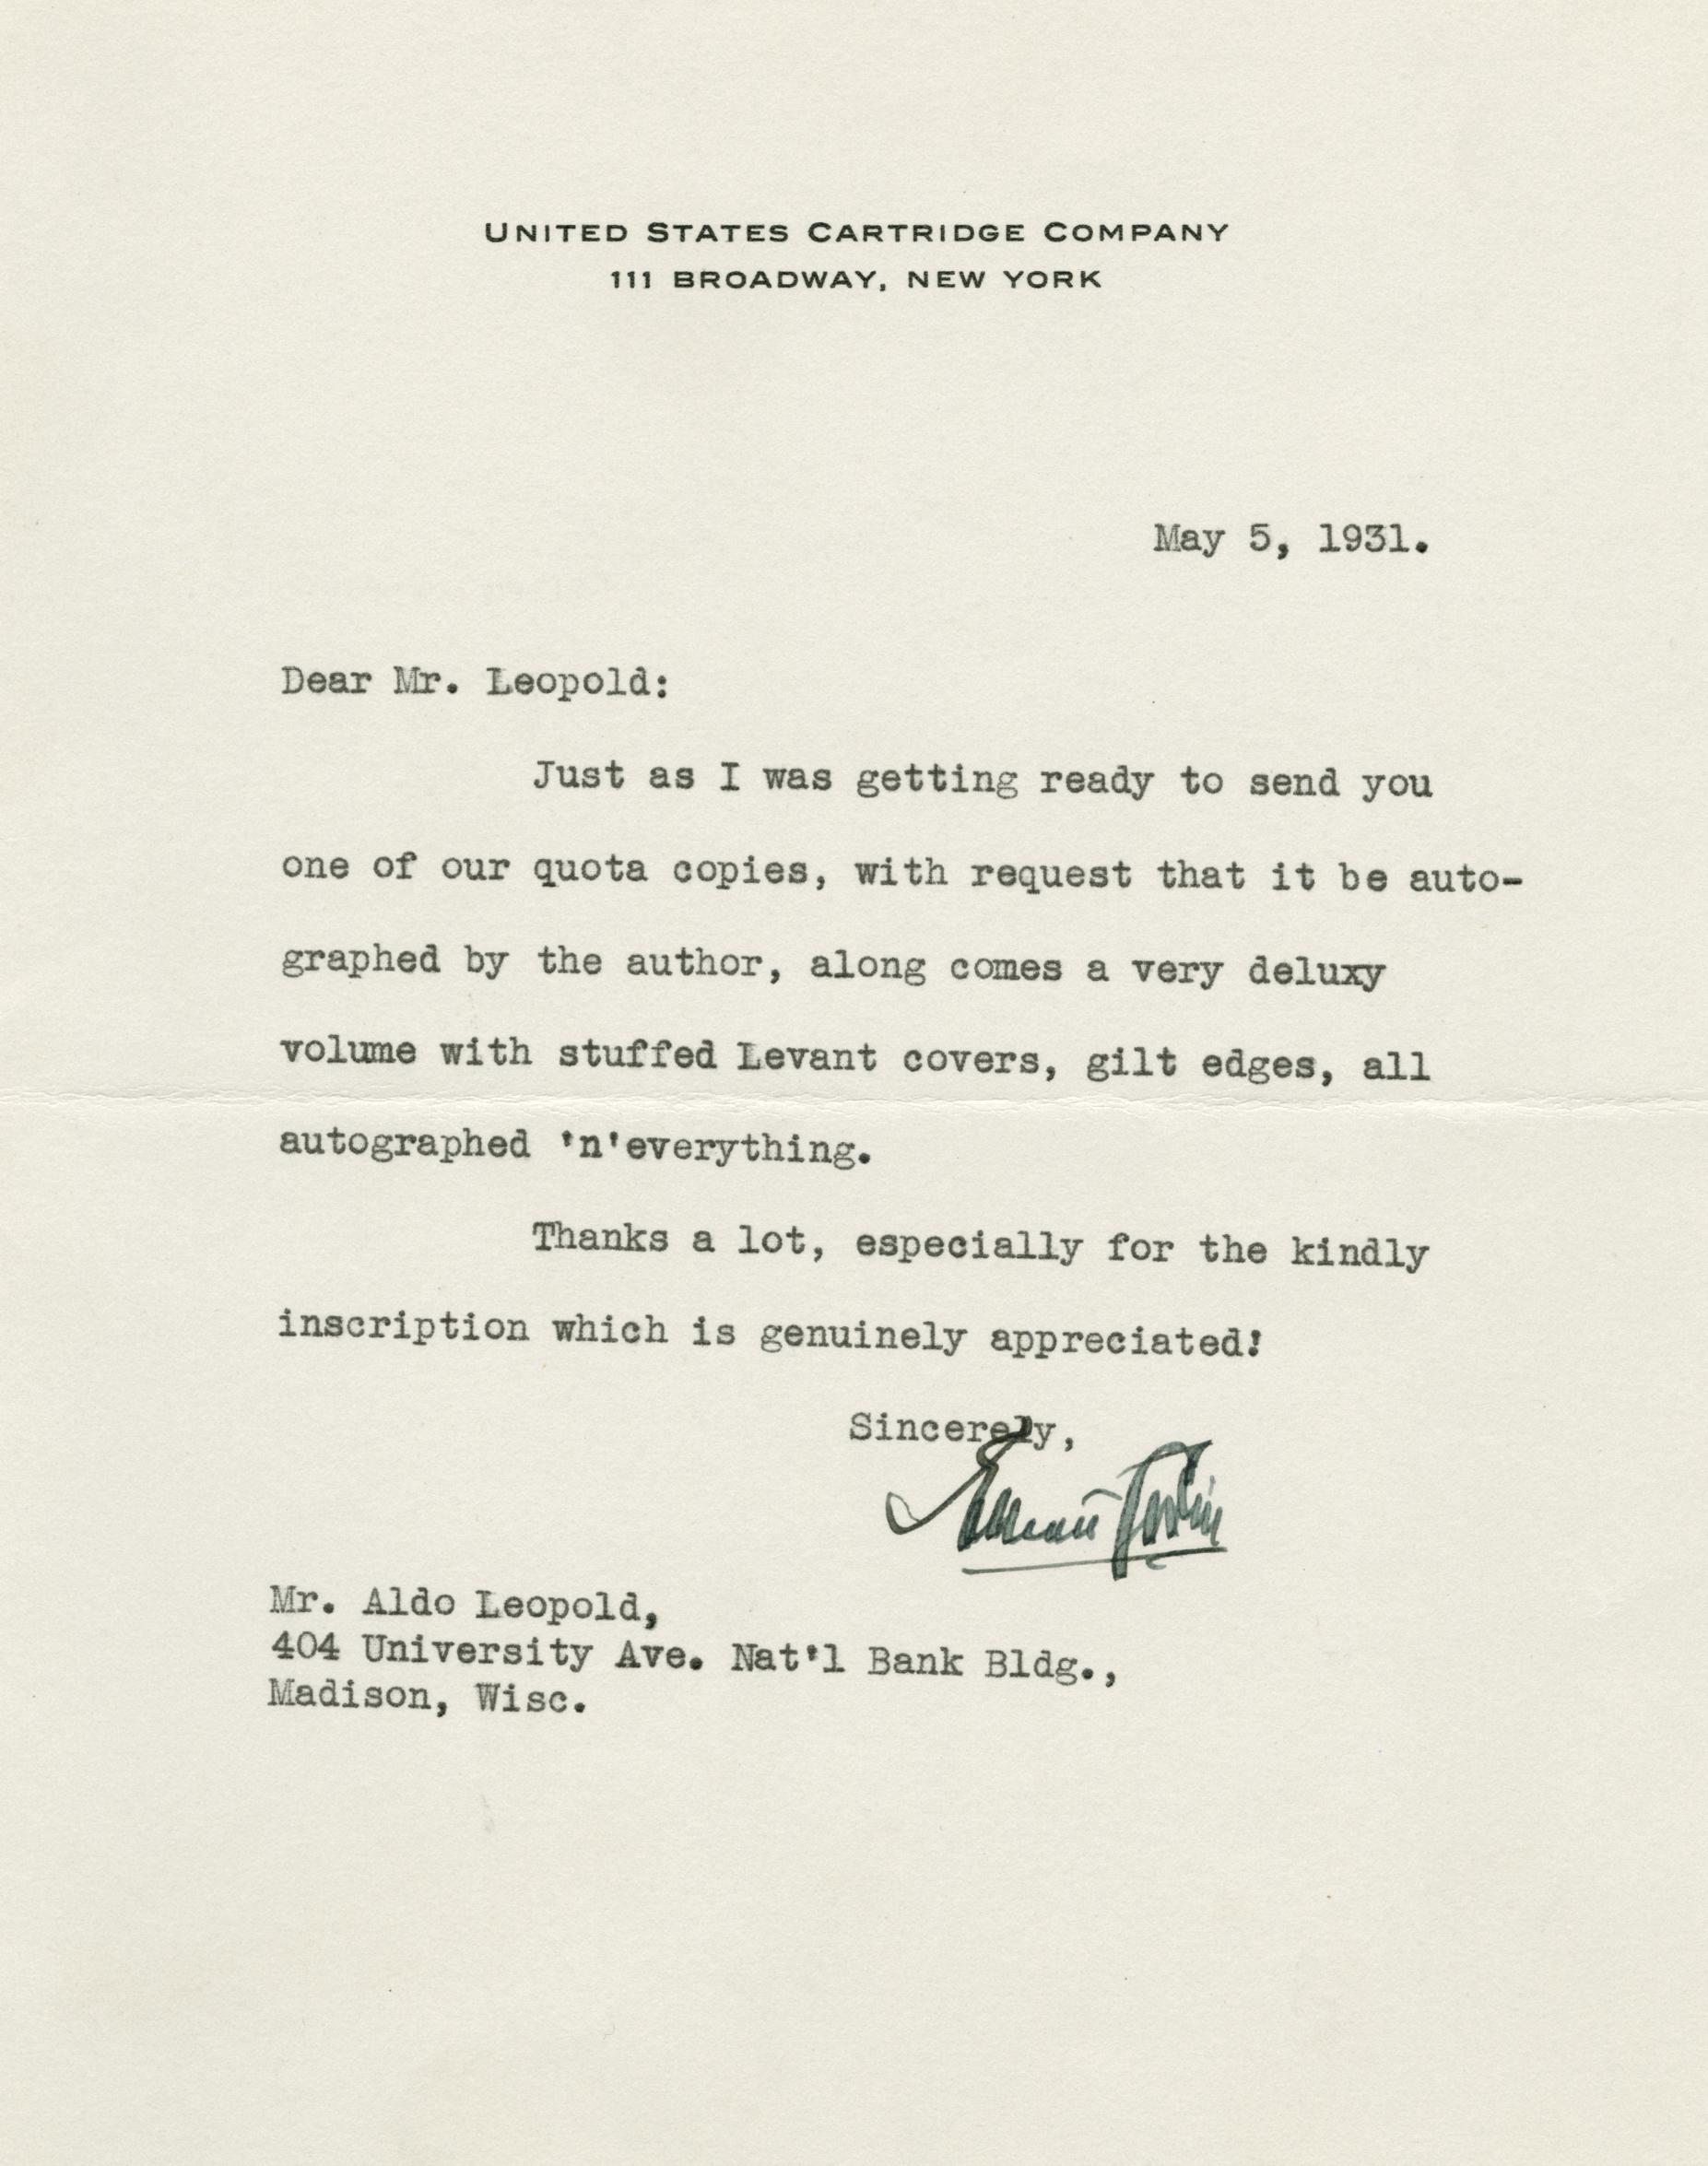 UNITED STATES CARTRIDGE COMPANY
111 BROADWAY, NEW YORK
May 5, 1931.
Dear Mr. Leopold:
Just as I was getting ready to send you
one of our quota copies, with request that it be auto-
graphed by the author, along comes a very deluxy
volume with stuffed Levant covers, gilt edges, all
autographed 'n'everything.
Thanks a lot, especially for the kindly
inscription which is genuinely appreciated!
Sincerely,
Mr. Aldo Leopold,
404 University Ave. Nat'l Bank Bldg.,
Madison, Wisc.